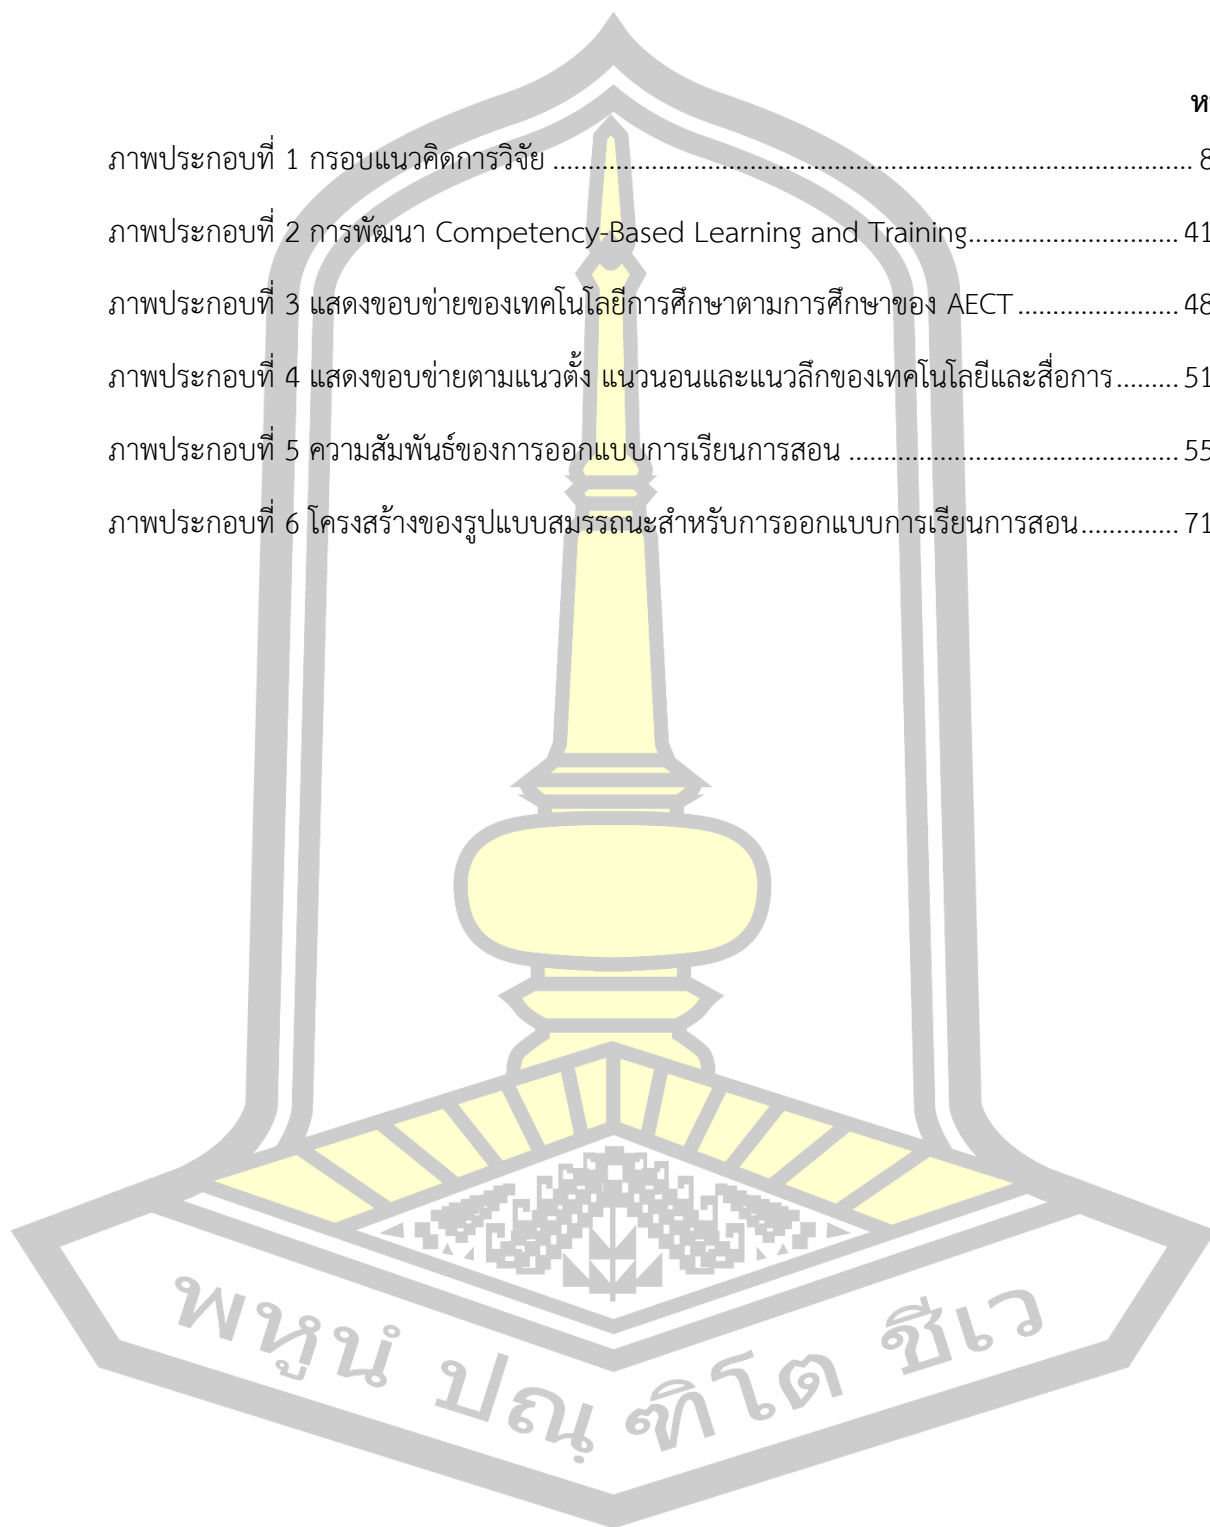 ภาพประกอบที่ 1 กรอบแนวคิดการวิจัย .......... 8
ภาพประกอบที่ 2 การพัฒนา Competency-Based Learning and Training.......... 41
ภาพประกอบที่ 3 แสดงขอบข่ายของเทคโนโลยีการศึกษาตามการศึกษาของ AECT .......... 48
ภาพประกอบที่ 4 แสดงขอบข่ายตามแนวตั้ง แนวนอนและแนวลึกของเทคโนโลยีและสื่อการ......... 51
ภาพประกอบที่ 5 ความสัมพันธ์ของการออกแบบการเรียนการสอน .......... 55
ภาพประกอบที่ 6 โครงสร้างของรูปแบบสมรรถนะสำหรับการออกแบบการเรียนการสอน.............. 71
พหูนํ ปณฺฑิโต ชีเว